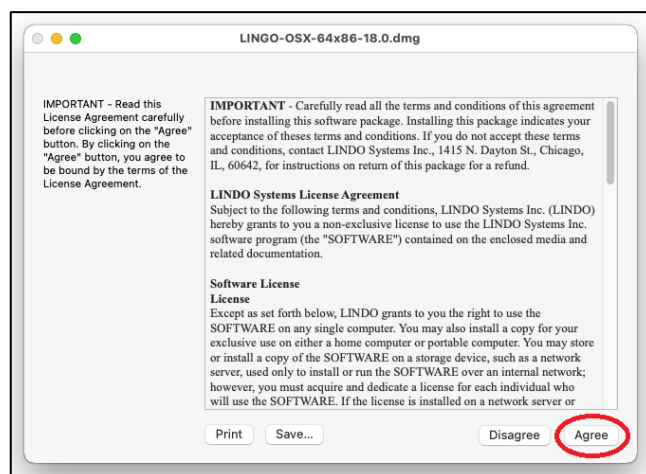 LINGO-OSX-64x86-18.0.dmg
IMPORTANT - Read this
License Agreement carefully
before clicking on the "Agree"
button. By clicking on the
"Agree" button, you agree to
be bound by the terms of the
License Agreement.
IMPORTANT - Carefully read all the terms and conditions of this agreement
before installing this software package. Installing this package indicates your
acceptance of theses terms and conditions. If you do not accept these terms
and conditions, contact LINDO Systems Inc., 1415 N. Dayton St., Chicago,
IL, 60642, for instructions on return of this package for a refund.
LINDO Systems License Agreement
Subject to the following terms and conditions, LINDO Systems Inc. (LINDO)
hereby grants to you a non-exclusive license to use the LINDO Systems Inc.
software program (the "SOFTWARE") contained on the enclosed media and
related documentation.
Software License
License
Except as set forth below, LINDO grants to you the right to use the
SOFTWARE on any single computer. You may also install a copy for your
exclusive use on either a home computer or portable computer. You may store
or install a copy of the SOFTWARE on a storage device, such as a network
server, used only to install or run the SOFTWARE over an internal network;
however, you must acquire and dedicate a license for each individual who
will use the SOFTWARE. If the license is installed on a network server or
Print Save... Disagree Agree